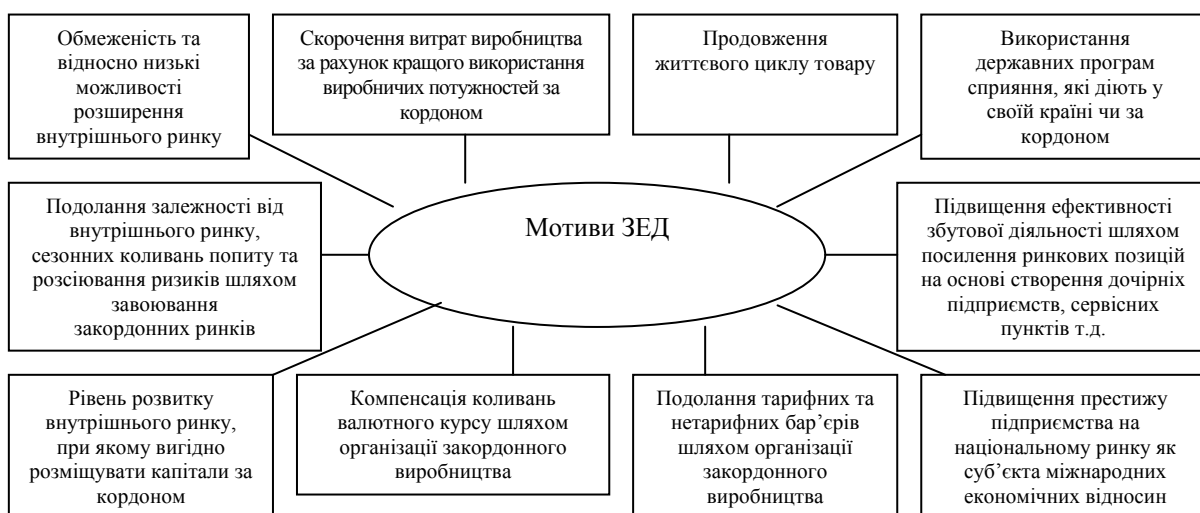 Обмеженість та
відносно низькі
можливості
розширення
внутрішнього ринку
Скорочення витрат виробництва
за рахунок кращого використання
виробничих потужностей за
кордоном
Продовження
життєвого циклу товару
Використання
державних програм
сприяння, які діють у
своїй країні чи за
кордоном
Подолання залежності від
внутрішнього ринку,
сезонних коливань попиту та
розсіювання ризиків шляхом
завоювання
закордонних ринків
Мотиви ЗЕД
Підвищення ефективності
збутової діяльності шляхом
посилення ринкових позицій
на основі створення дочірніх
підприємств, сервісних
пунктів т.д.
Рівень розвитку
внутрішнього ринку,
при якому вигідно
розміщувати капітали за
кордоном
Компенсація коливань
валютного курсу шляхом
організації закордонного
виробництва
Подолання тарифних та
нетарифних бар’єрів
шляхом організації
закордонного
виробництва
Підвищення престижу
підприємства на
національному ринку як
суб’єкта міжнародних
економічних відносин